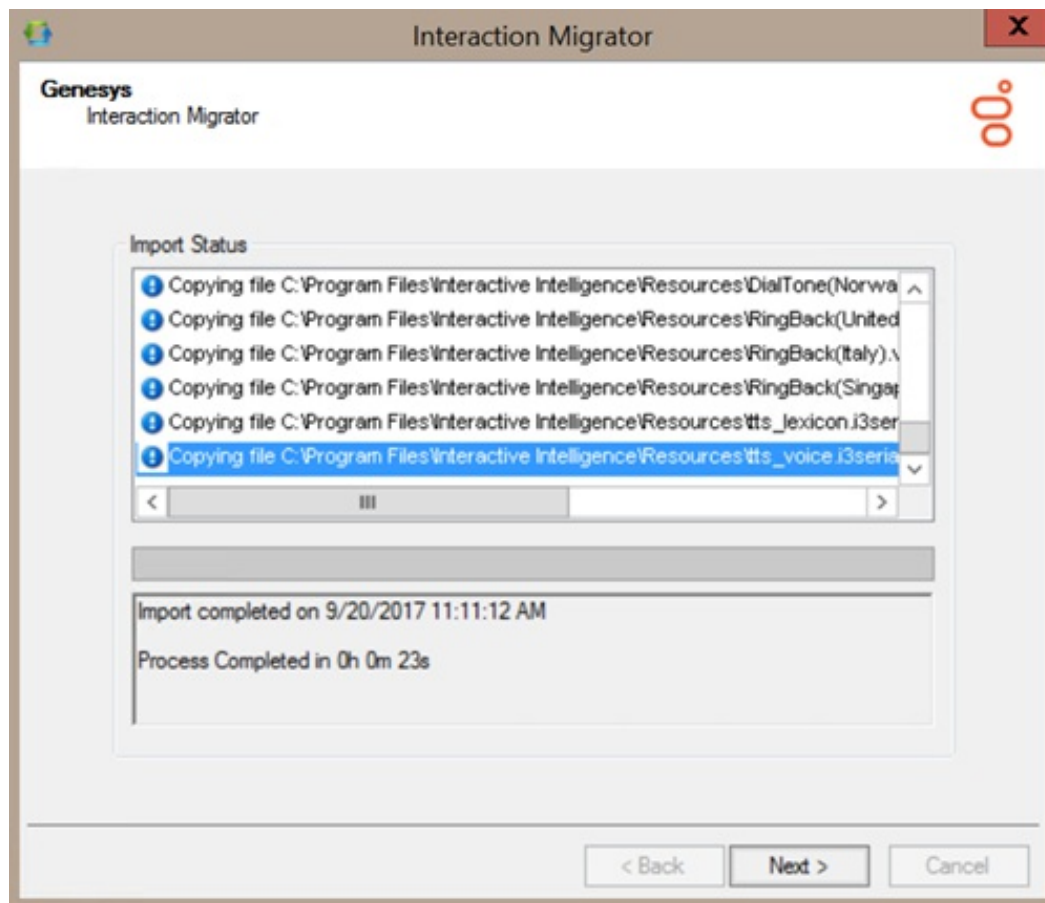 Interaction Migrator
X
Genesys
Interaction Migrator
Import Status
Copying file C:\Program Files\Interactive Intelligence\Resources\DialTone(Norwa
Copying file C:\Program Files\Interactive Intelligence\Resources\RingBack(United
Copying file C:\Program Files\Interactive Intelligence\Resources\RingBack(Italy).
Copying file C:\Program Files\Interactive Intelligence\Resources\RingBack(Singap
Copying file C:\Program Files\Interactive Intelligence\Resources\tts_lexicon.i3ser
Copying file C:\Program Files\Interactive Intelligence\Resources\tts_voice.i3seria
Import completed on 9/20/2017 11:11:12 AM
Process Completed in 0h 0m 23s
< Back Next > Cancel